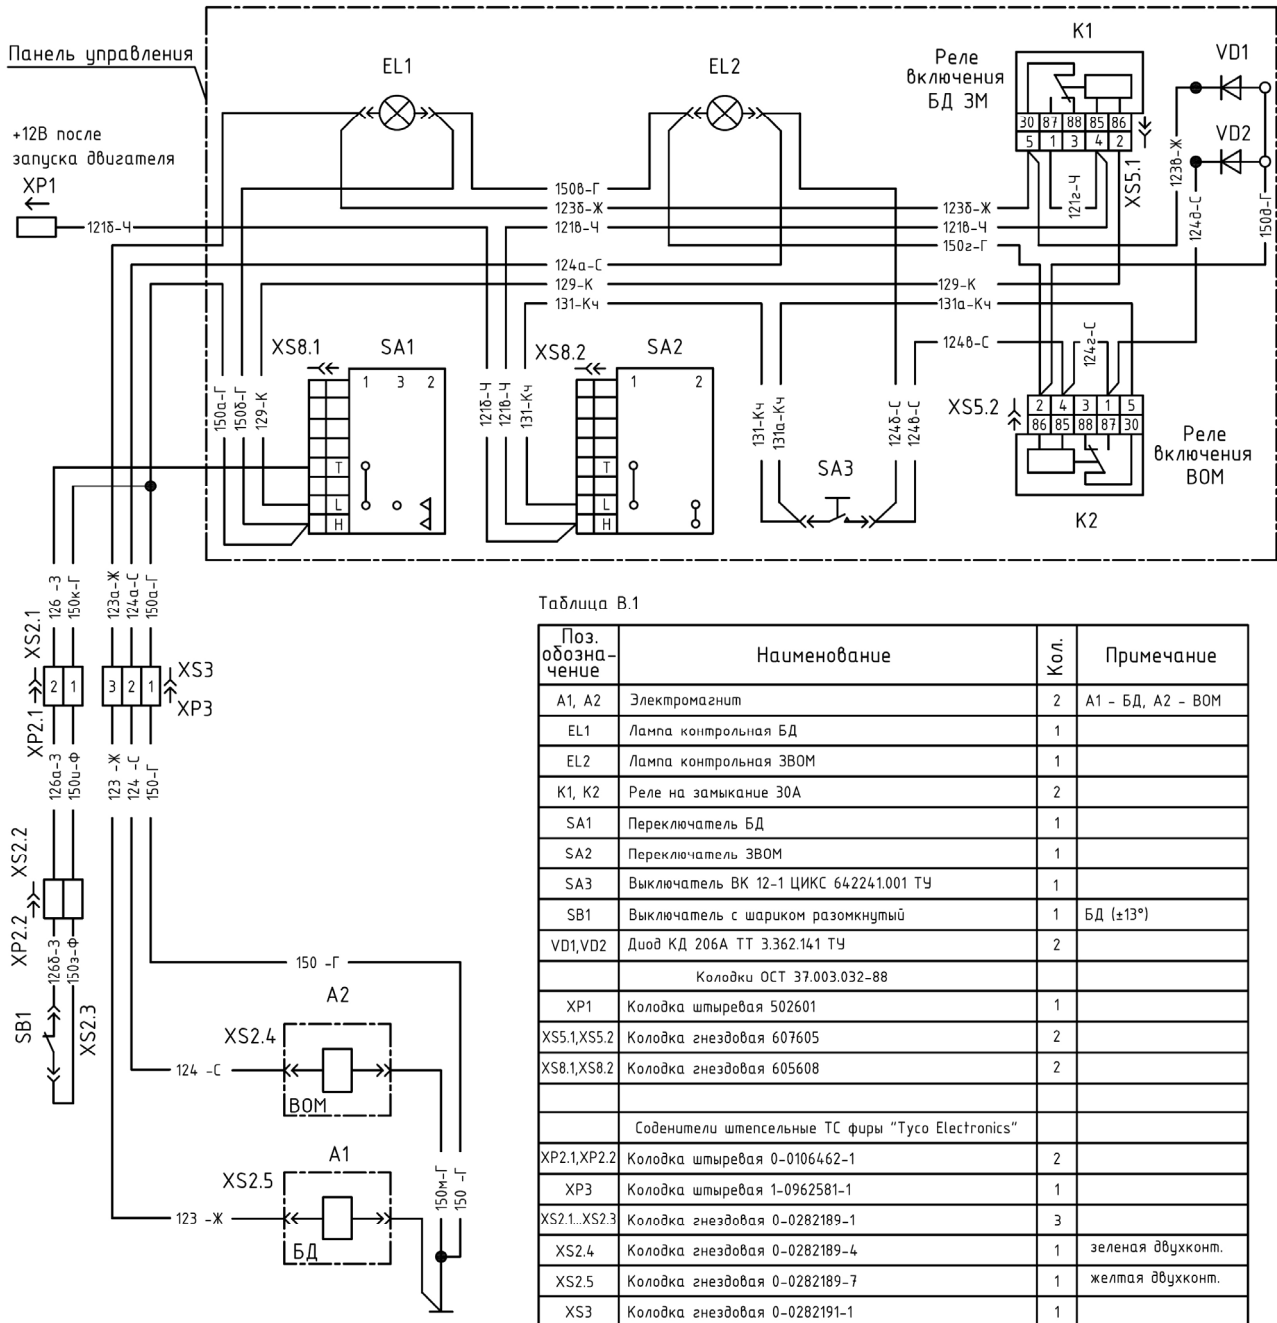 Панель управления
+12В после
запуска двигателя
XP1
121б-Ч
EL1
EL2
K1
Реле
включения
БД ЗМ
30 87 88 85 86
5 1 3 4 2
XS5.1
VD1
VD2
123в-Ж
124д-С
150д-Г
121г-Ч
150в-Г
123б-Ж
123б-Ж
121в-Ч
121в-Ч
150г-Г
124а-С
129-К
129-К
131-Кч
131а-Кч
124в-С
124г-С
XS8.1
SA1
1 3 2
T
L
H
150а-Г
150б-Г
129-К
XS8.2
SA2
1 2
T
L
H
121б-Ч
121в-Ч
131-Кч
131-Кч
131а-Кч
SA3
124б-С
124в-С
XS5.2
2 4 3 1 5
86 85 88 87 30
Реле
включения
ВОМ
K2
126 -З
150к-Г
123а-Ж
124а-С
150а-Г
XS2.1
XP2.1
2 1
3 2 1
XS3
XP3
126а-З
150и-Ф
123 -Ж
124 -С
150-Г
XS2.2
XP2.2
126б-З
150з-Ф
SB1
XS2.3
150 -Г
A2
XS2.4
124 -С
ВОМ
A1
XS2.5
123 -Ж
БД
150м-Г
150 -Г
Таблица В.1
Поз. обозна-чение Наименование Кол. Примечание
A1, A2 Электромагнит 2 A1 - БД, A2 - ВОМ
EL1 Лампа контрольная БД 1
EL2 Лампа контрольная ЗВОМ 1
K1, K2 Реле на замыкание 30А 2
SA1 Переключатель БД 1
SA2 Переключатель ЗВОМ 1
SA3 Выключатель ВК 12-1 ЦИКС 642241.001 ТУ 1
SB1 Выключатель с шариком разомкнутый 1 БД (±13°)
VD1,VD2 Диод КД 206А ТТ 3.362.141 ТУ 2
Колодки ОСТ 37.003.032-88
XP1 Колодка штыревая 502601 1
XS5.1,XS5.2 Колодка гнездовая 607605 2
XS8.1,XS8.2 Колодка гнездовая 605608 2
Соденители штепсельные ТС фиры "Tyco Electronics"
XP2.1,XP2.2 Колодка штыревая 0-0106462-1 2
XP3 Колодка штыревая 1-0962581-1 1
XS2.1...XS2.3 Колодка гнездовая 0-0282189-1 3
XS2.4 Колодка гнездовая 0-0282189-4 1 зеленая двухконт.
XS2.5 Колодка гнездовая 0-0282189-7 1 желтая двухконт.
XS3 Колодка гнездовая 0-0282191-1 1